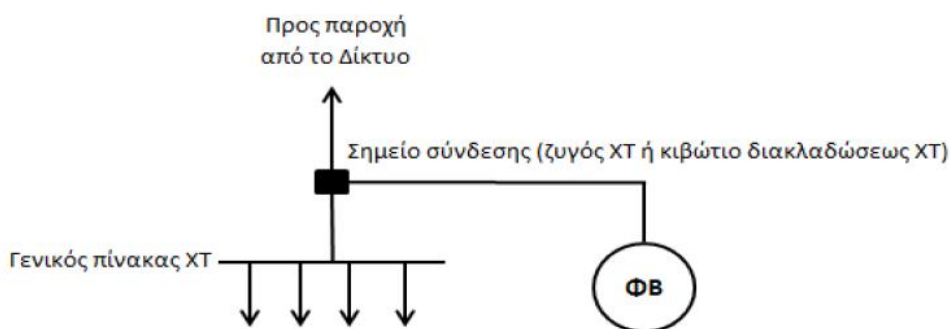 Προς παροχή
από το Δίκτυο
Σημείο σύνδεσης (ζυγός ΧΤ ή κιβώτιο διακλαδώσεως ΧΤ)
Γενικός πίνακας ΧΤ
ΦΒ